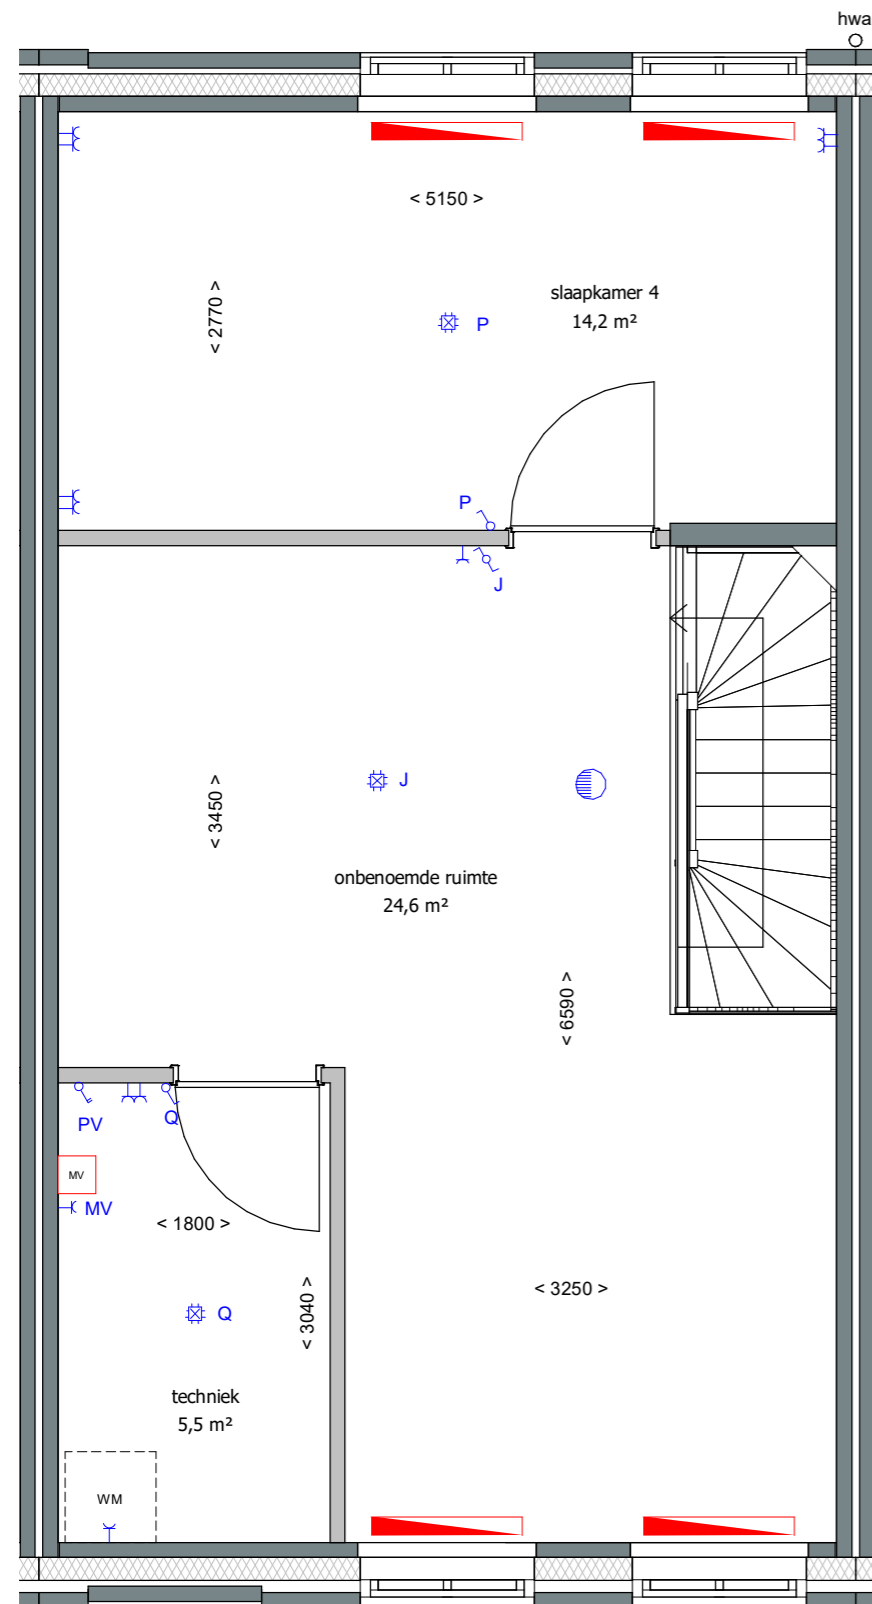 hwa
< 5150 >
< 2770 >
slaapkamer 4
14,2 m²
P
P
J
J
< 3450 >
onbenoemde ruimte
24,6 m²
< 6590 >
PV
Q
MV
MV
< 1800 >
< 3250 >
< 3040 >
Q
techniek
5,5 m²
WM